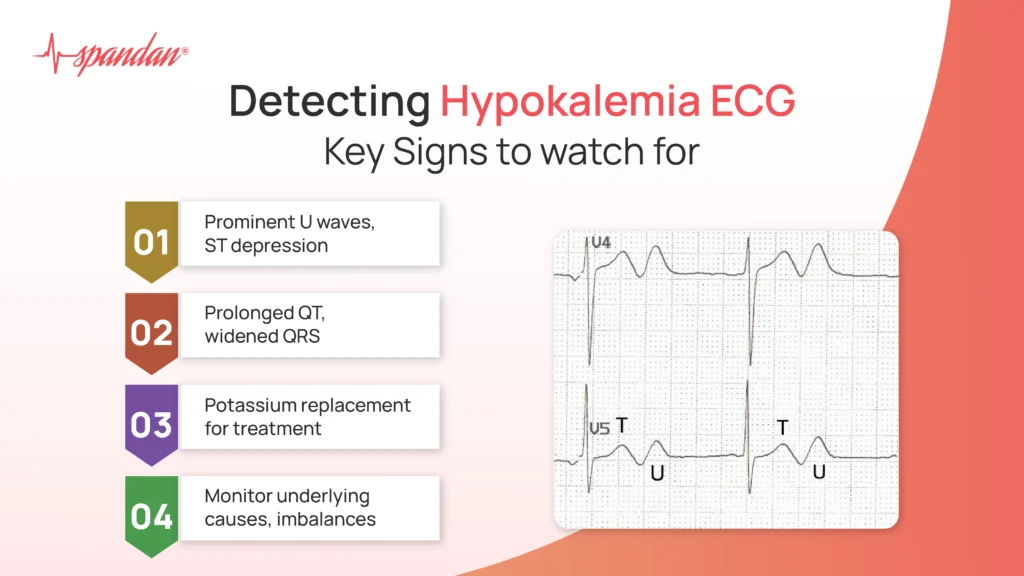 spandan®
Detecting Hypokalemia ECG
Key Signs to watch for
01
Prominent U waves,
ST depression
02
Prolonged QT,
widened QRS
03
Potassium replacement
for treatment
04
Monitor underlying
causes, imbalances
U4
U5 T T
U U